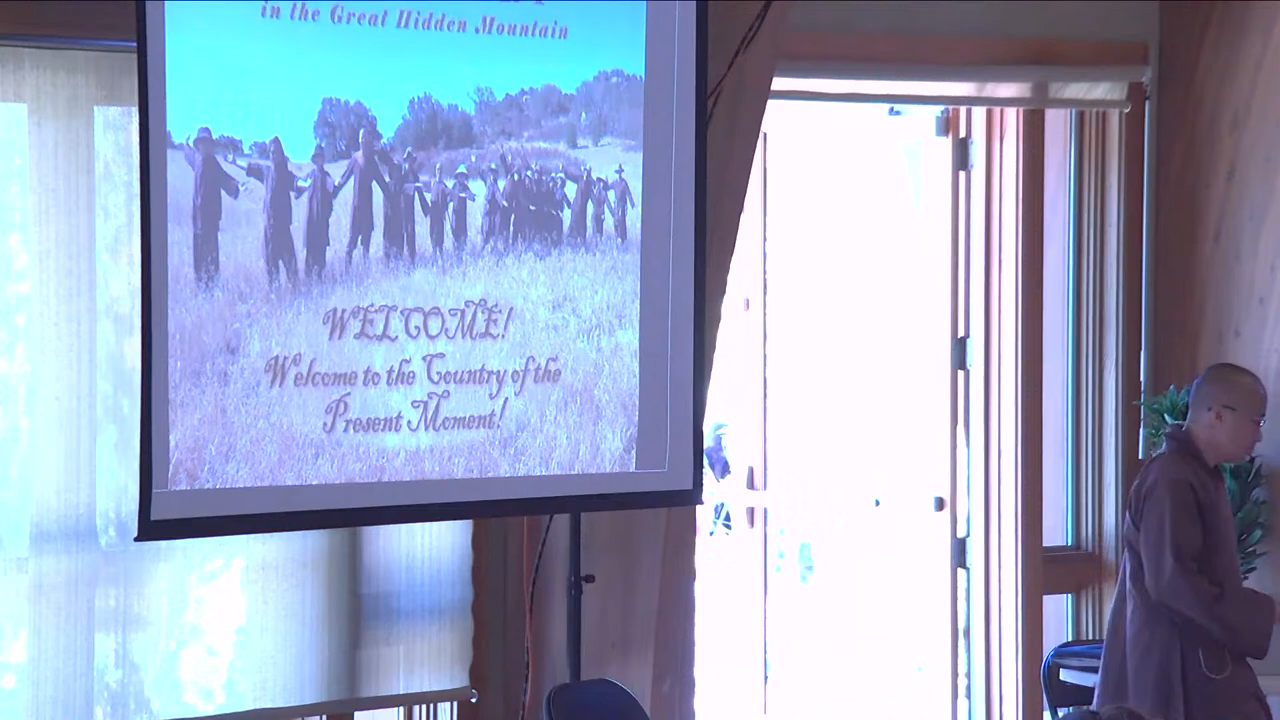 in the Great Hidden Mountain
WELCOME!
Welcome to the Country of the
Present Moment!